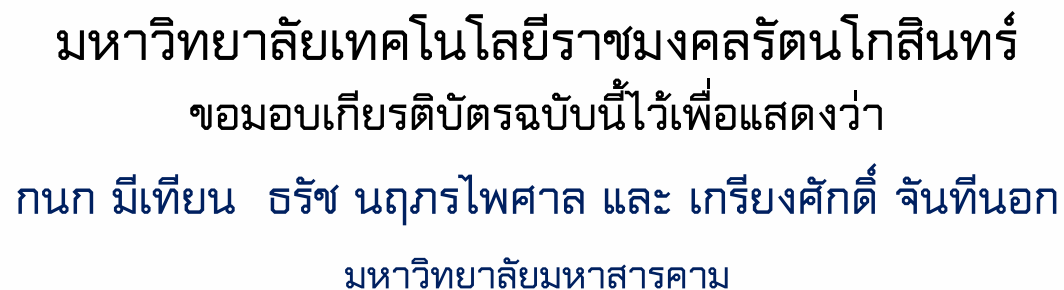 มหาวิทยาลัยเทคโนโลยีราชมงคลรัตนโกสินทร์
ขอมอบเกียรติบัตรฉบับนี้ไว้เพื่อแสดงว่า
กนก มีเทียน ธรัช นฤภรไพศาล และ เกรียงศักดิ์ จันทีนอก
มหาวิทยาลัยมหาสารคาม